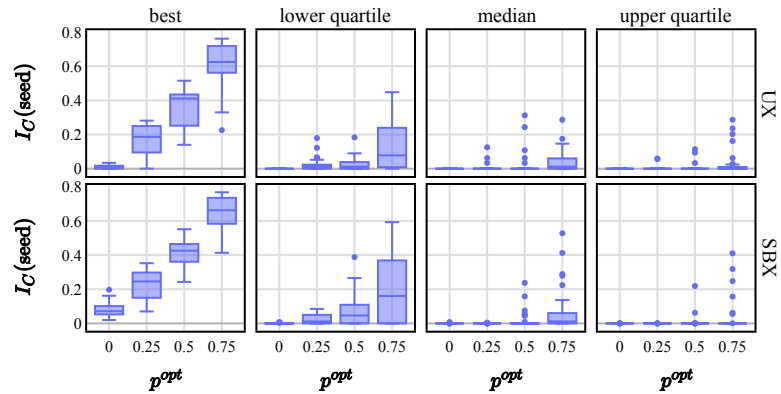 best lower quartile median upper quartile
0.8
0.6
0.4
0.2
0
I_C(seed)
UX
0.8
0.6
0.4
0.2
0
I_C(seed)
SBX
0 0.25 0.5 0.75 0 0.25 0.5 0.75 0 0.25 0.5 0.75 0 0.25 0.5 0.75
p^opt p^opt p^opt p^opt